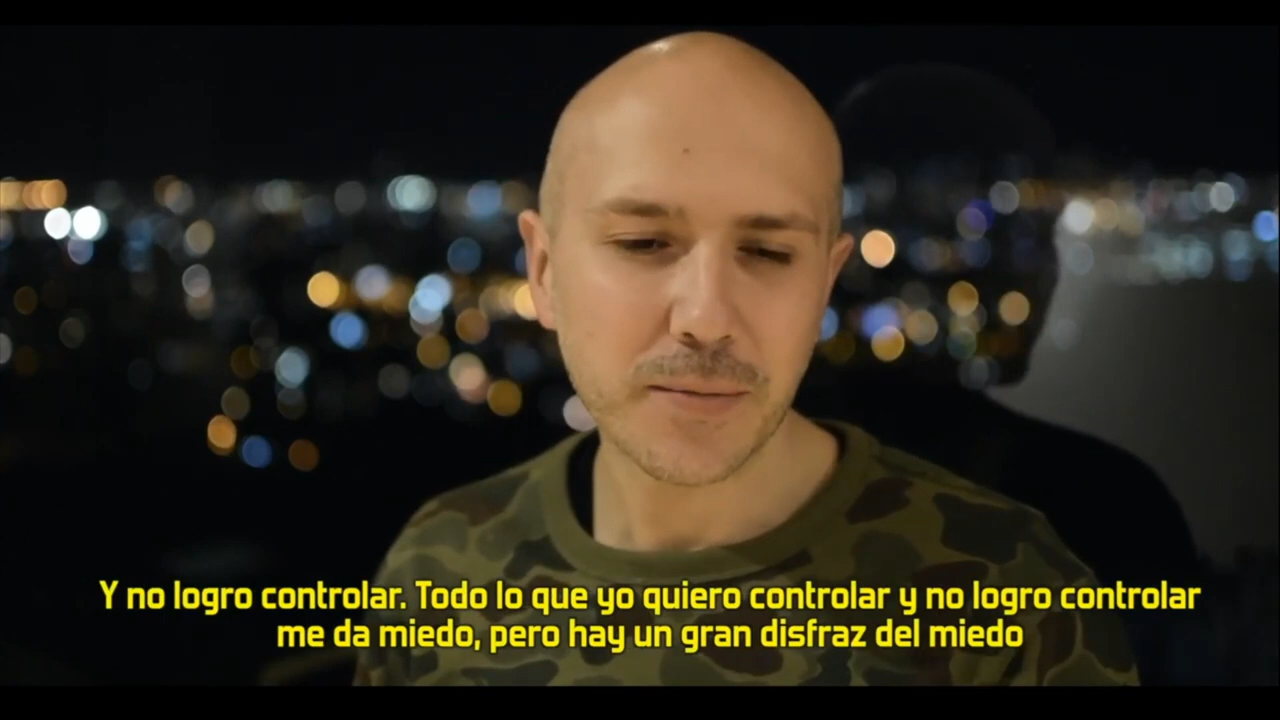 Y no logro controlar. Todo lo que yo quiero controlar y no logro controlar
me da miedo, pero hay un gran disfraz del miedo